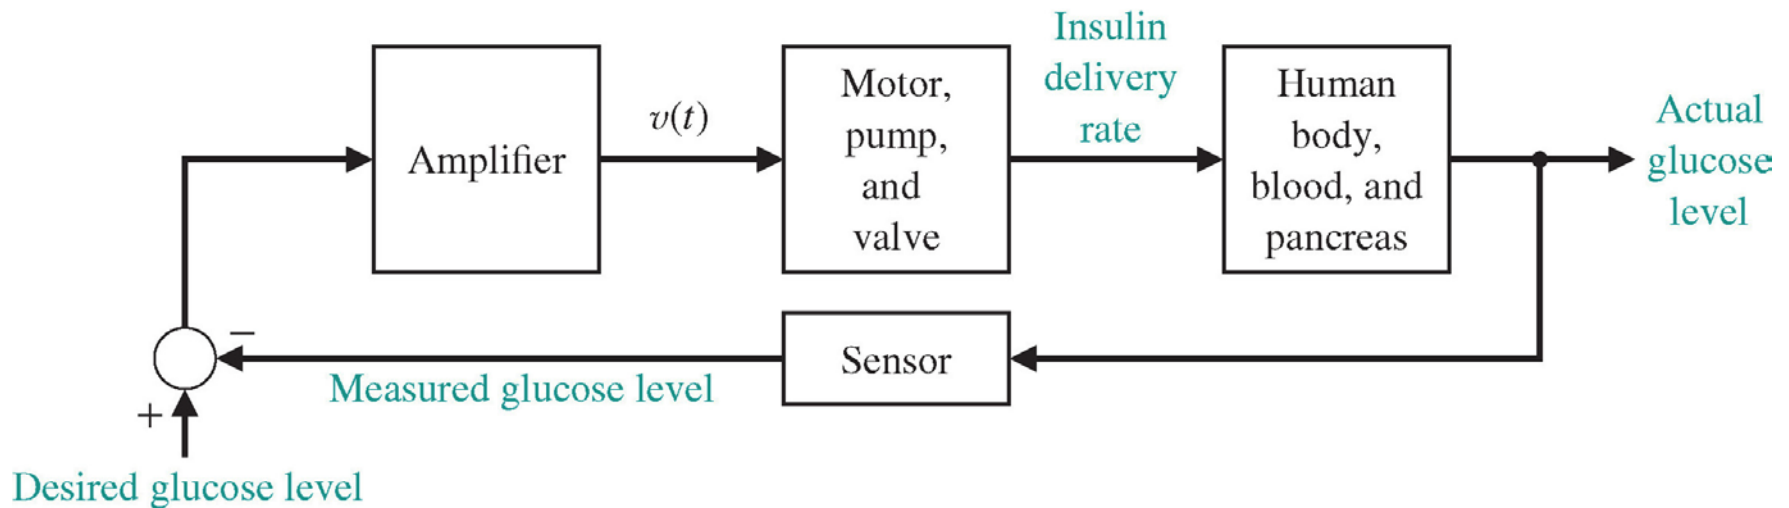 Amplifier
v(t)
Motor,
pump,
and
valve
Insulin
delivery
rate
Human
body,
blood, and
pancreas
Actual
glucose
level
Sensor
−
Measured glucose level
+
Desired glucose level